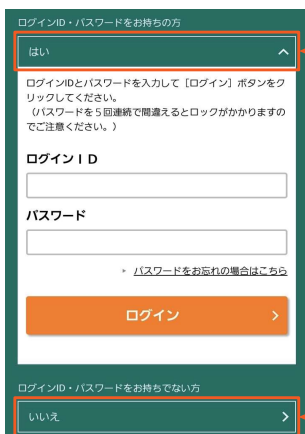 ログインID・パスワードをお持ちの方
はい
ログインIDとパスワードを入力して［ログイン］ボタンをク
リックしてください。
（パスワードを５回連続で間違えるとロックがかかりますの
でご注意ください。）
ログインＩＤ
パスワード
パスワードをお忘れの場合はこちら
ログイン
ログインID・パスワードをお持ちでない方
いいえ